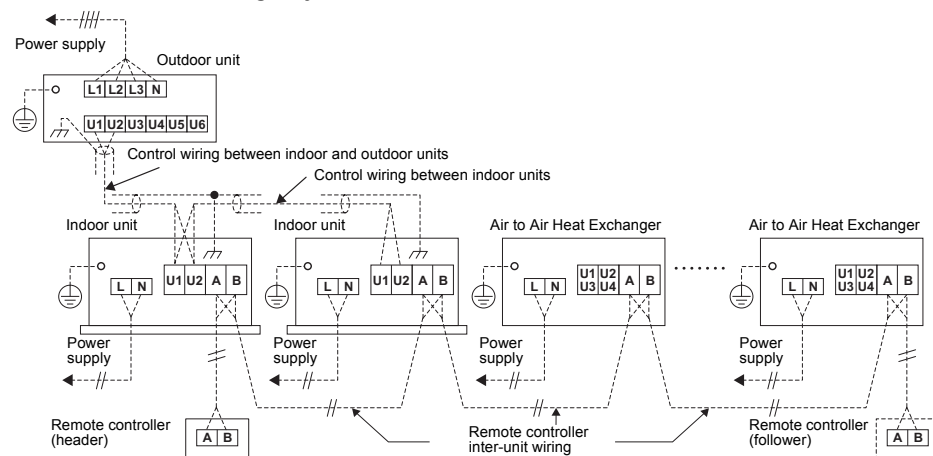 Power supply
Outdoor unit
L1 L2 L3 N
U1 U2 U3 U4 U5 U6
Control wiring between indoor and outdoor units
Control wiring between indoor units
Indoor unit
Indoor unit
Air to Air Heat Exchanger
Air to Air Heat Exchanger
L N
U1 U2 A B
L N
U1 U2 A B
L N
U1 U2
U3 U4
A B
L N
U1 U2
U3 U4
A B
Power
supply
Power
supply
Power
supply
Power
supply
Remote controller
(header)
A B
Remote controller
inter-unit wiring
Remote controller
(follower)
A B